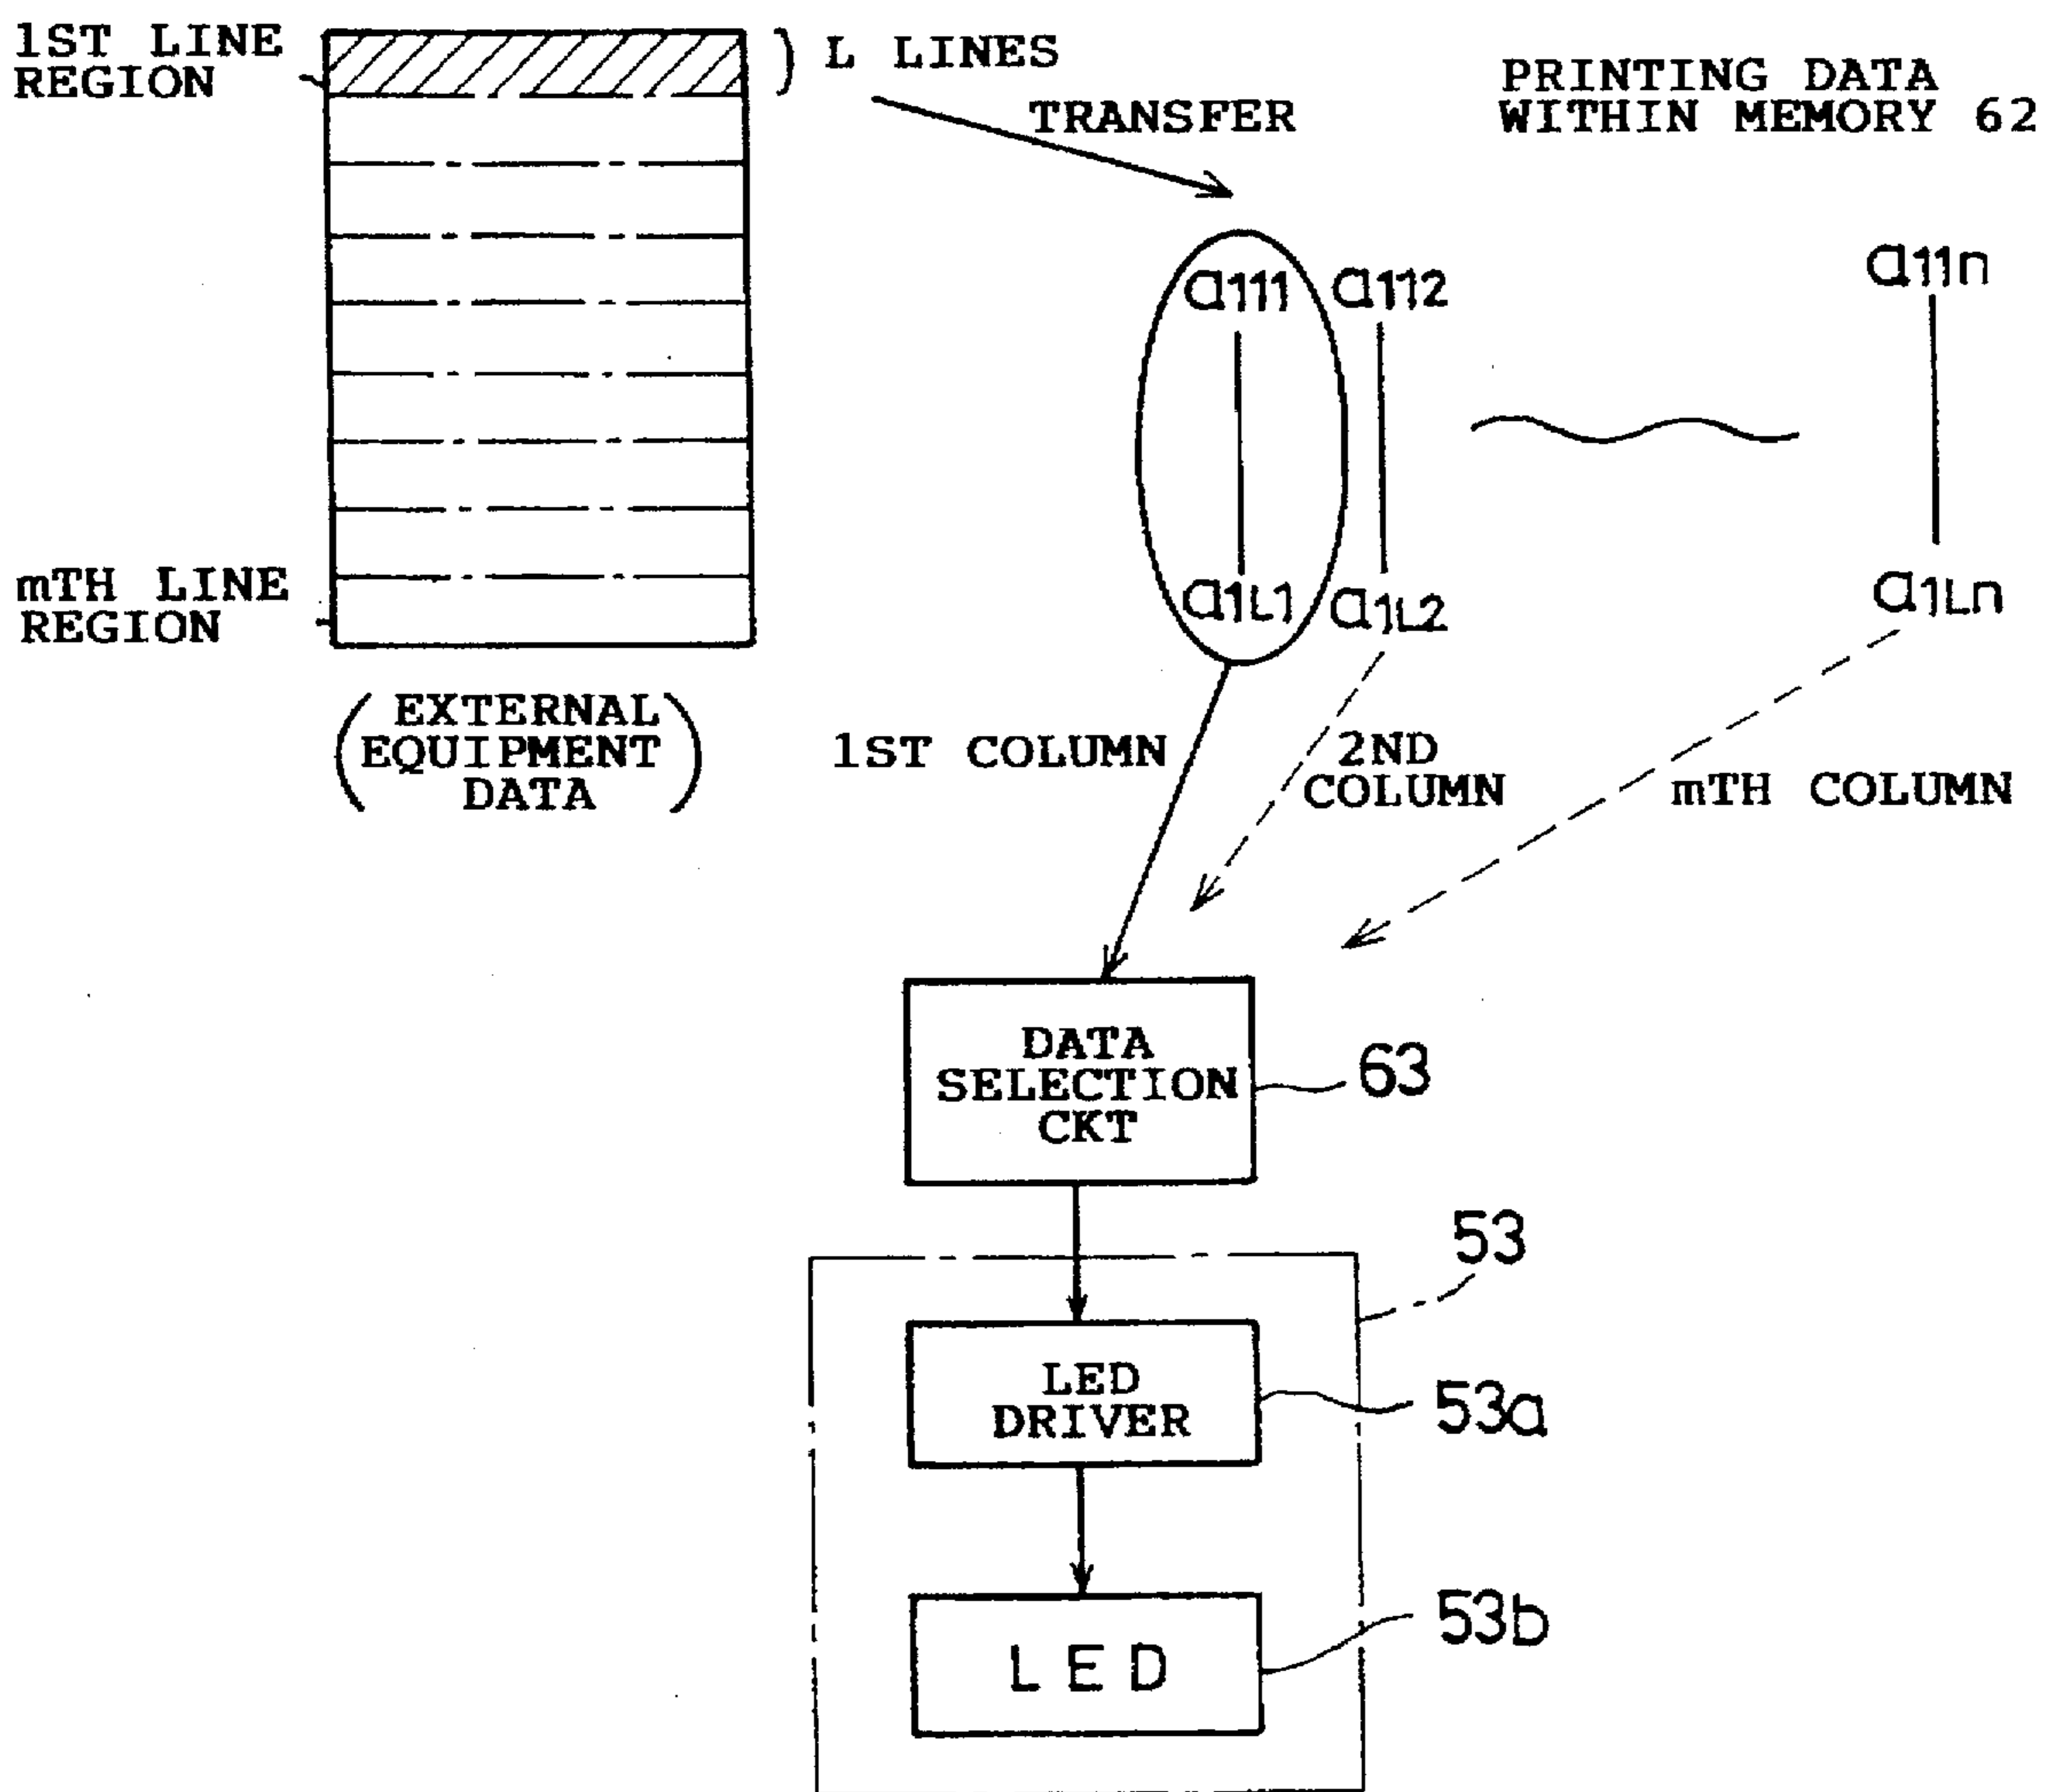 1ST LINE
REGION
L LINES
TRANSFER
PRINTING DATA
WITHIN MEMORY 62
a111
a112
a11n
a1L1
a1L2
a1Ln
mTH LINE
REGION
(EXTERNAL
EQUIPMENT
DATA)
1ST COLUMN
2ND
COLUMN
mTH COLUMN
DATA
SELECTION
CKT
63
53
LED
DRIVER
53a
LED
53b